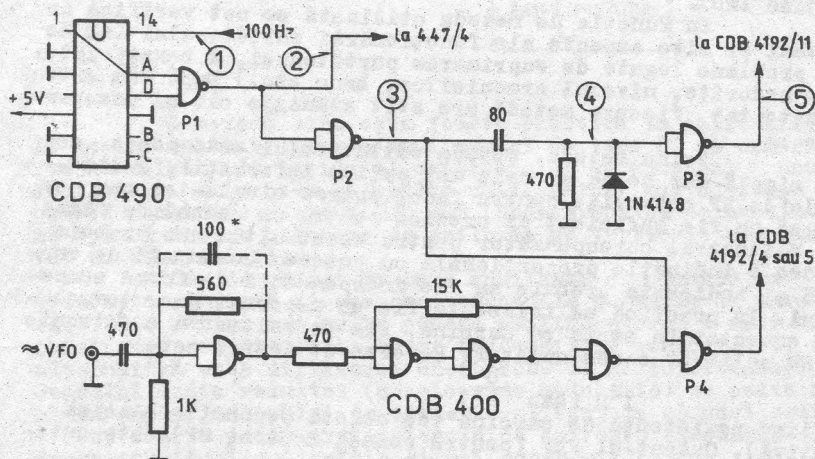 1
14
100Hz
1
A
D
B
C
+ 5V
CDB 490
P1
2
la 447/4
3
P2
80
4
470
1N4148
P3
la CDB 4192/11
5
la CDB
4192/4 sau 5
100*
560
470
≈ VFO
1K
470
15K
CDB 400
P4